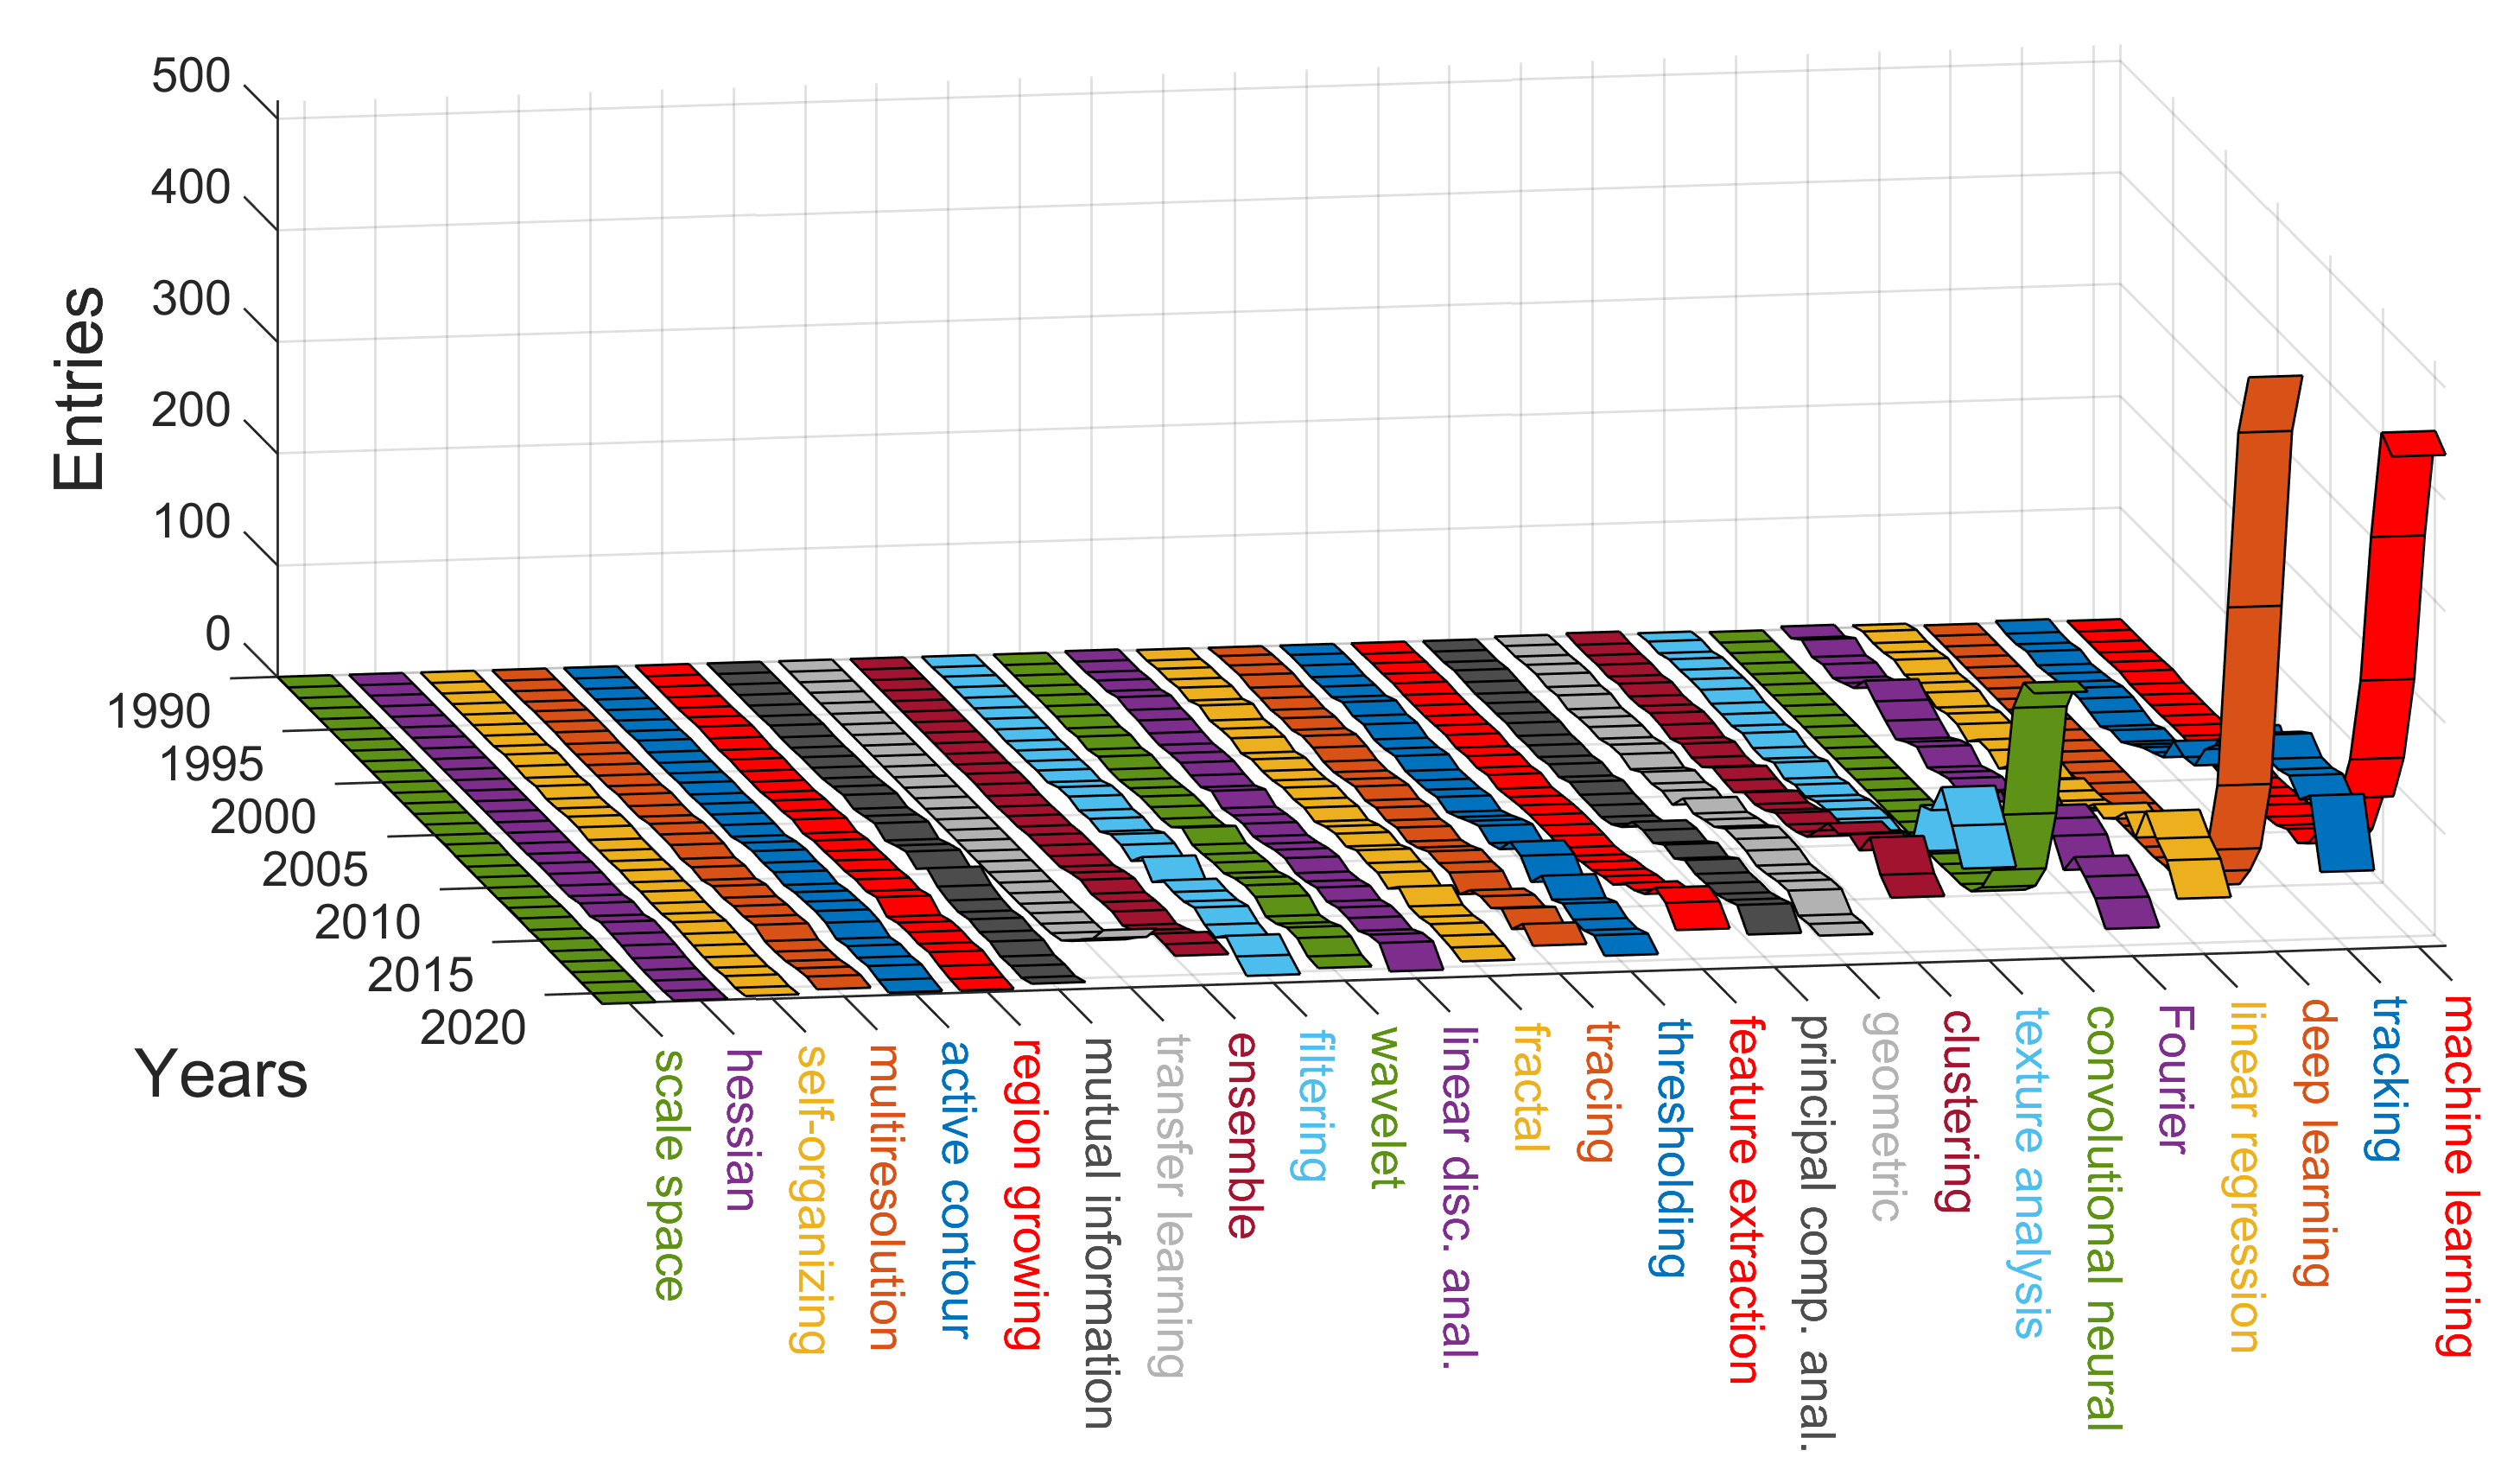 500
400
300
200
100
0
Entries
1990
1995
2000
2005
2010
2015
2020
Years
scale space
hessian
self-organizing
multiresolution
active contour
region growing
mutual information
transfer learning
ensemble
filtering
wavelet
linear disc. anal.
fractal
tracing
thresholding
feature extraction
principal comp. anal.
geometric
clustering
texture analysis
convolutional neural
Fourier
linear regression
deep learning
tracking
machine learning